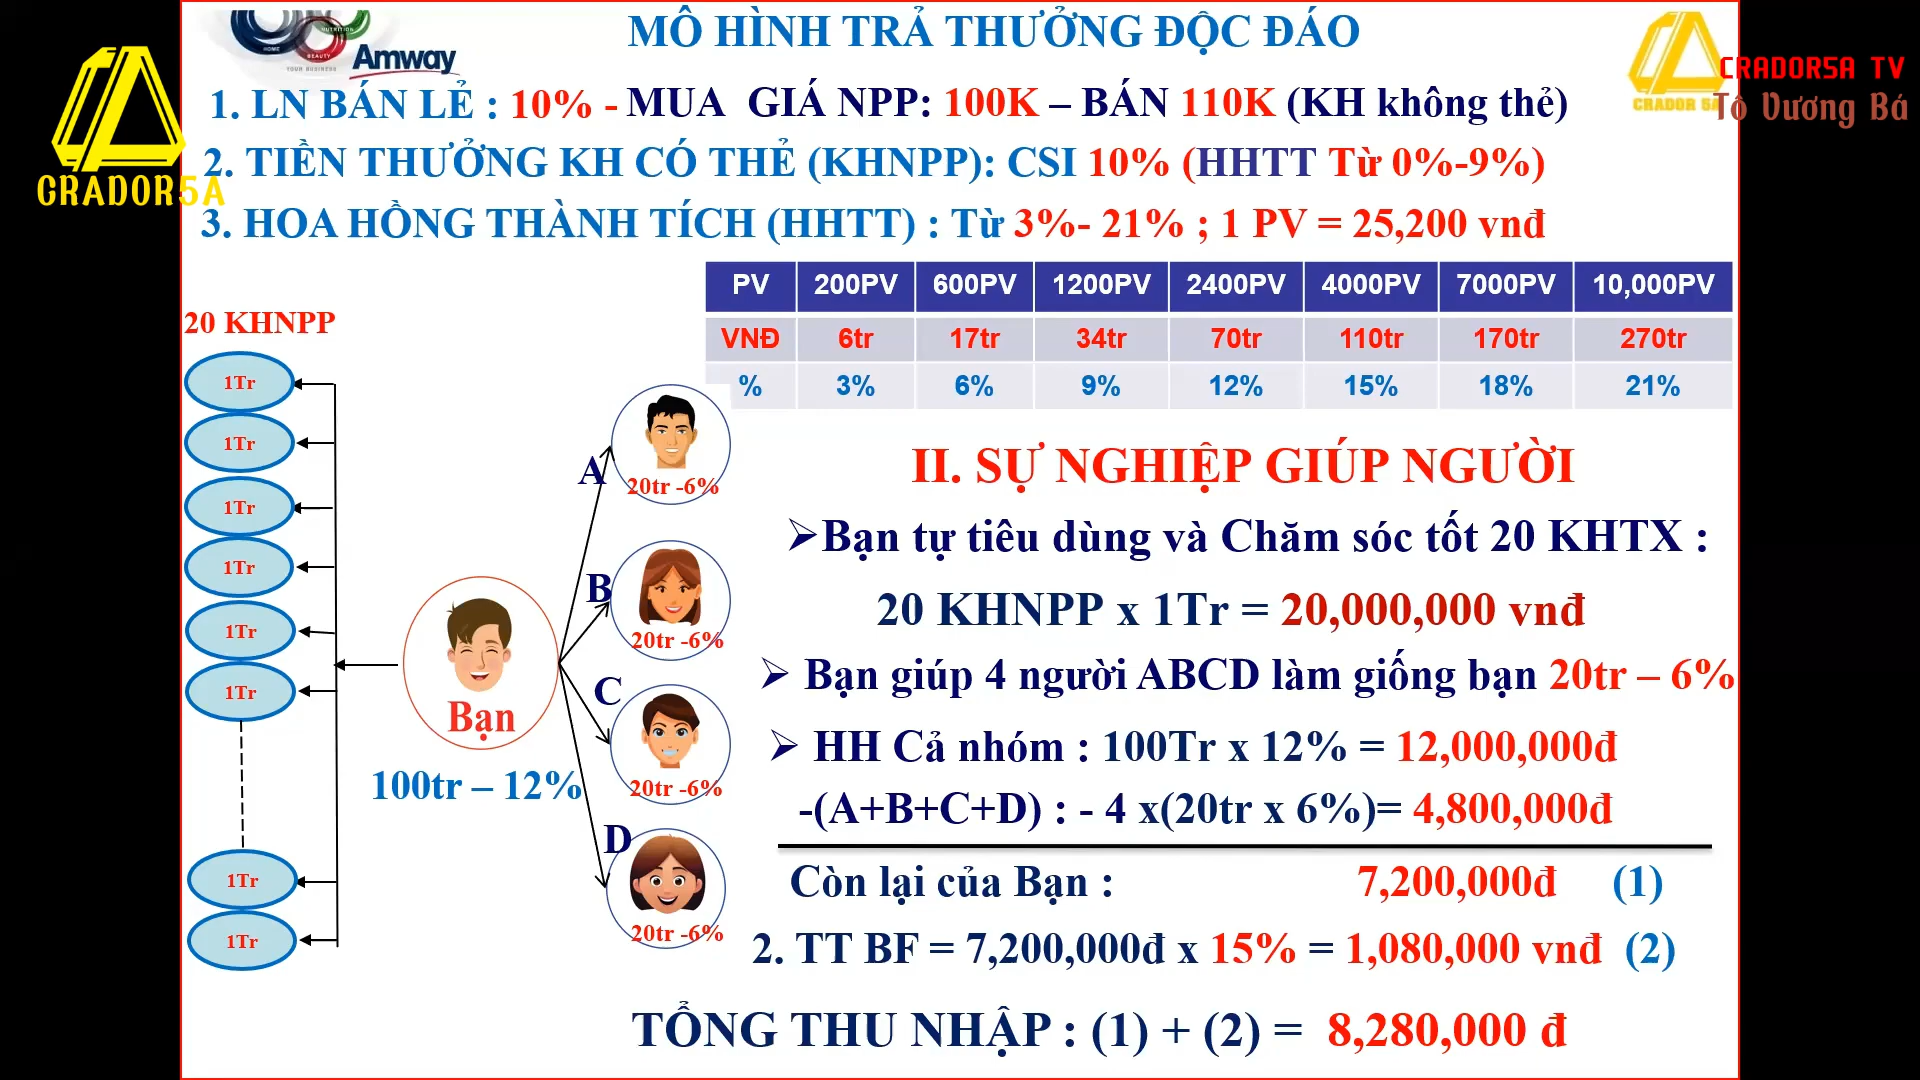 MÔ HÌNH TRẢ THƯỞNG ĐỘC ĐÁO
HOME
NUTRITION
BEAUTY
YOUR BUSINESS
Amway
CRADOR 5A
CRADOR5A TV
Tô Vương Bá
CRADOR5A
1. LN BÁN LẺ : 10% - MUA GIÁ NPP: 100K – BÁN 110K (KH không thẻ)
2. TIỀN THƯỞNG KH CÓ THẺ (KHNPP): CSI 10% (HHTT Từ 0%-9%)
3. HOA HỒNG THÀNH TÍCH (HHTT) : Từ 3%- 21% ; 1 PV = 25,200 vnđ
PV 200PV 600PV 1200PV 2400PV 4000PV 7000PV 10,000PV
VNĐ 6tr 17tr 34tr 70tr 110tr 170tr 270tr
% 3% 6% 9% 12% 15% 18% 21%
20 KHNPP
1Tr
1Tr
1Tr
1Tr
1Tr
1Tr
1Tr
1Tr
Bạn
100tr – 12%
A
20tr -6%
B
20tr -6%
C
20tr -6%
D
20tr -6%
II. SỰ NGHIỆP GIÚP NGƯỜI
➢Bạn tự tiêu dùng và Chăm sóc tốt 20 KHTX :
20 KHNPP x 1Tr = 20,000,000 vnđ
➢ Bạn giúp 4 người ABCD làm giống bạn 20tr – 6%
➢ HH Cả nhóm : 100Tr x 12% = 12,000,000đ
-(A+B+C+D) : - 4 x(20tr x 6%)= 4,800,000đ
Còn lại của Bạn : 7,200,000đ (1)
2. TT BF = 7,200,000đ x 15% = 1,080,000 vnđ (2)
TỔNG THU NHẬP : (1) + (2) = 8,280,000 đ